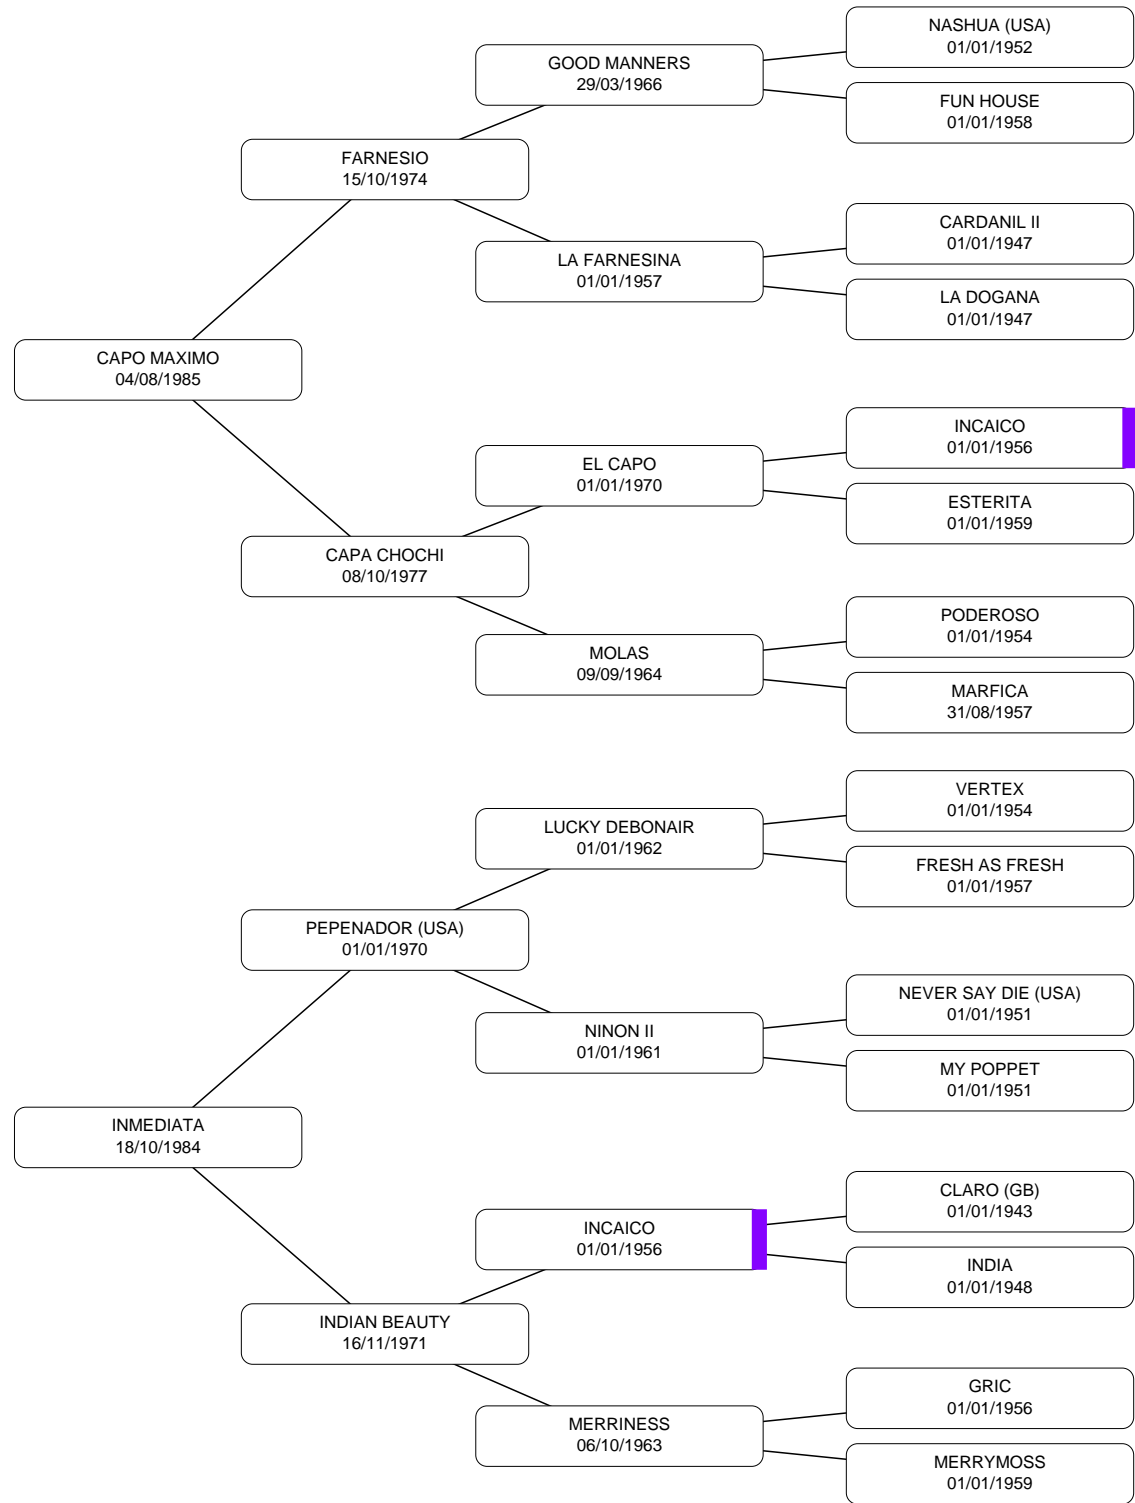 NASHUA (USA)
01/01/1952
GOOD MANNERS
29/03/1966
FUN HOUSE
01/01/1958
FARNESIO
15/10/1974
CARDANIL II
01/01/1947
LA FARNESINA
01/01/1957
LA DOGANA
01/01/1947
CAPO MAXIMO
04/08/1985
INCAICO
01/01/1956
EL CAPO
01/01/1970
ESTERITA
01/01/1959
CAPA CHOCHI
08/10/1977
PODEROSO
01/01/1954
MOLAS
09/09/1964
MARFICA
31/08/1957
VERTEX
01/01/1954
LUCKY DEBONAIR
01/01/1962
FRESH AS FRESH
01/01/1957
PEPENADOR (USA)
01/01/1970
NEVER SAY DIE (USA)
01/01/1951
NINON II
01/01/1961
MY POPPET
01/01/1951
INMEDIATA
18/10/1984
CLARO (GB)
01/01/1943
INCAICO
01/01/1956
INDIA
01/01/1948
INDIAN BEAUTY
16/11/1971
GRIC
01/01/1956
MERRINESS
06/10/1963
MERRYMOSS
01/01/1959